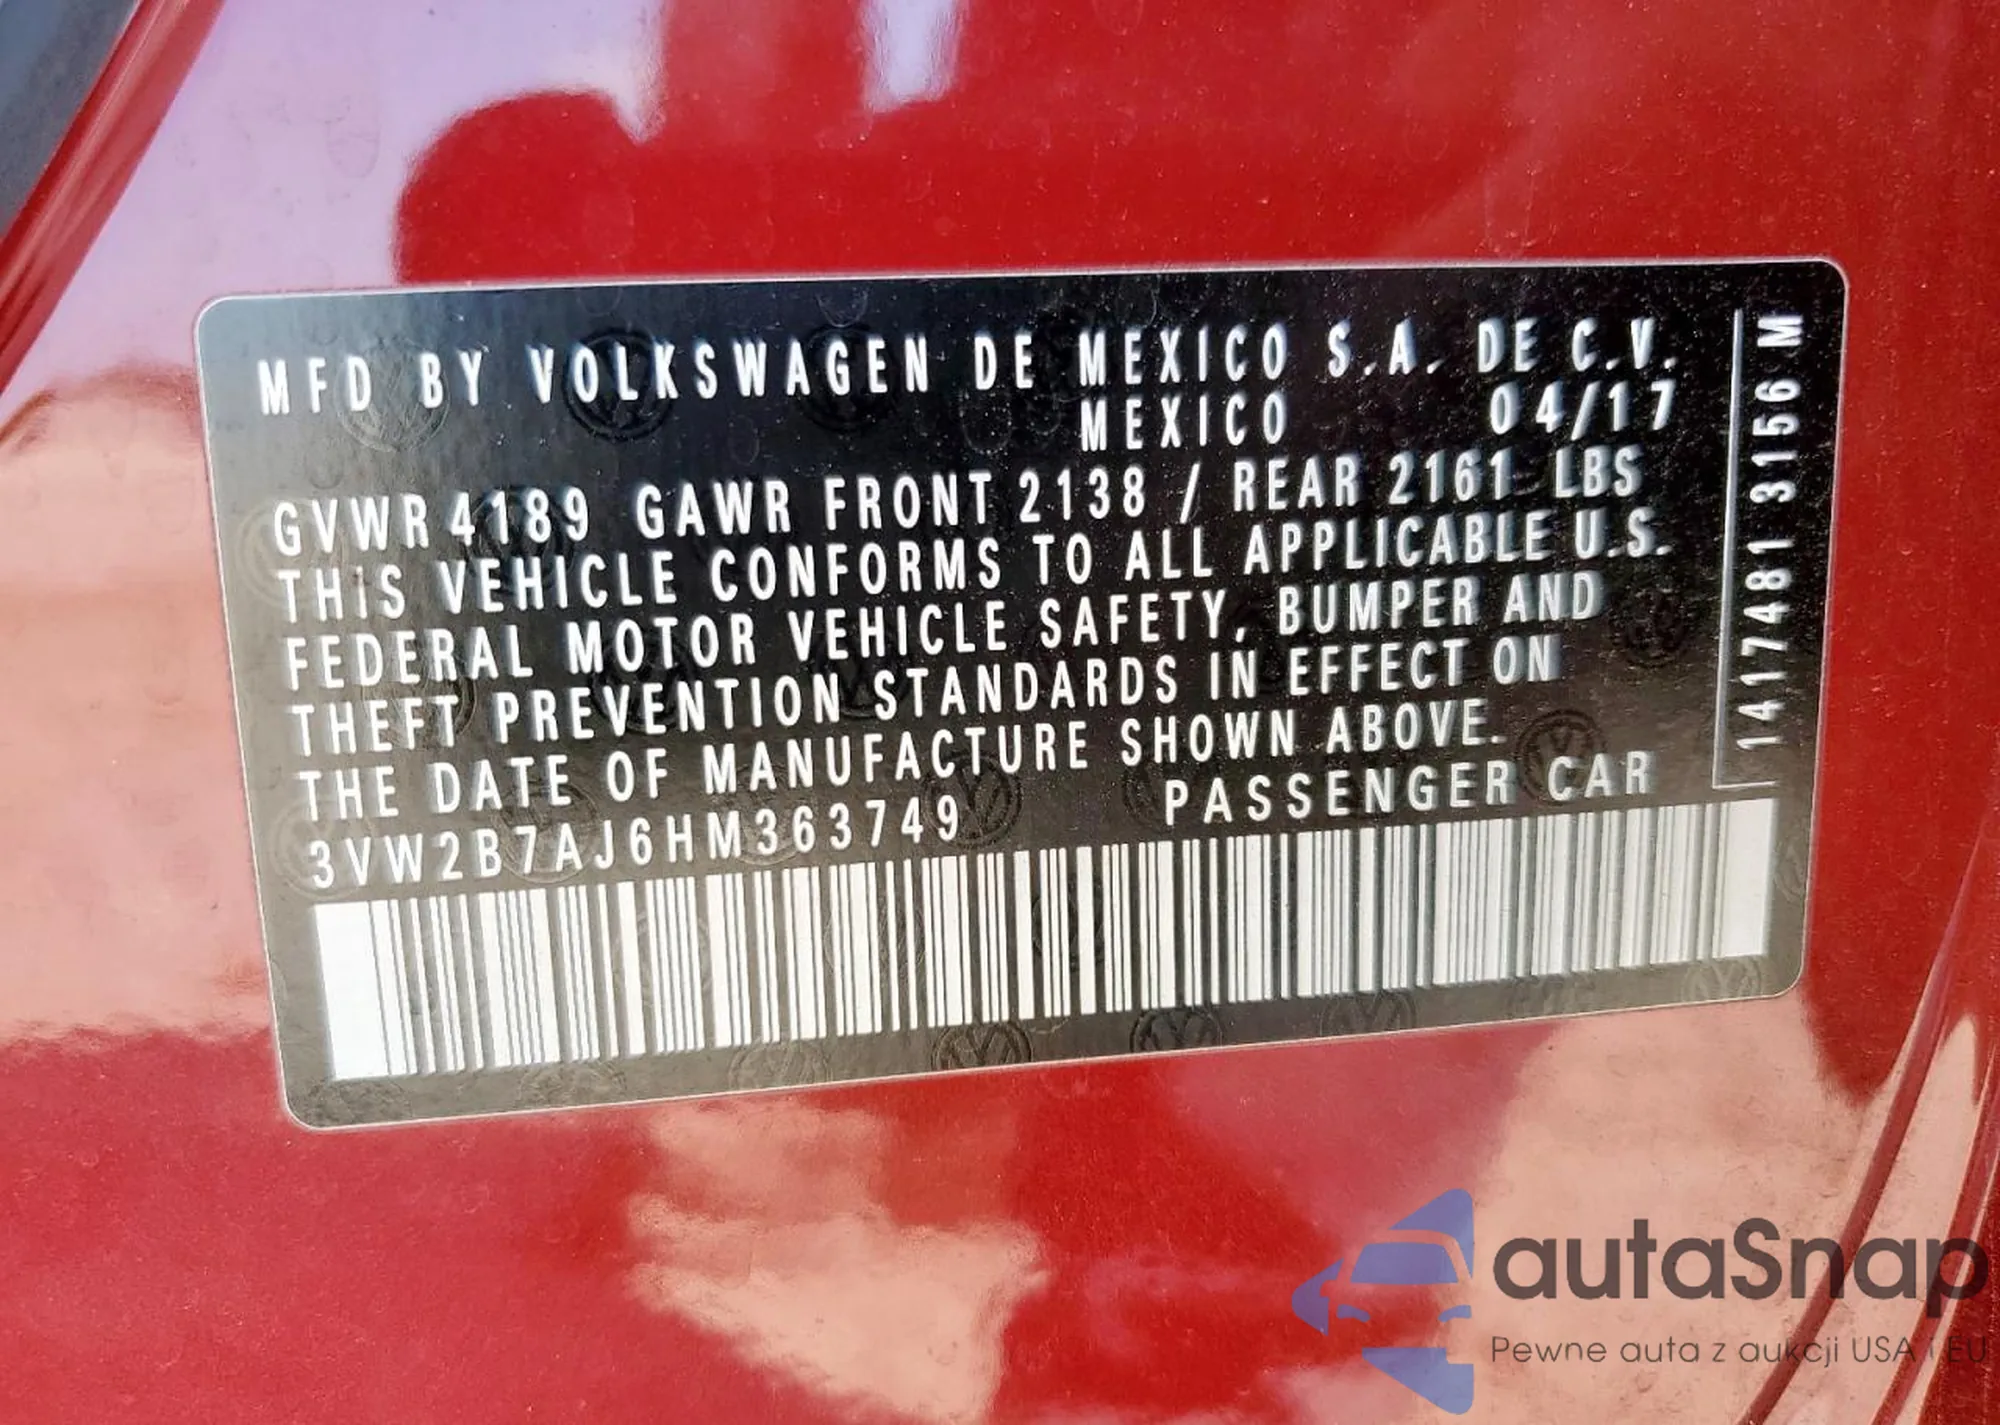 MFD BY VOLKSWAGEN DE MEXICO S.A. DE C.V.
MEXICO 04/17
GVWR 4189 GAWR FRONT 2138 / REAR 2161 LBS
THIS VEHICLE CONFORMS TO ALL APPLICABLE U.S.
FEDERAL MOTOR VEHICLE SAFETY, BUMPER AND
THEFT PREVENTION STANDARDS IN EFFECT ON
THE DATE OF MANUFACTURE SHOWN ABOVE.
3VW2B7AJ6HM363749 PASSENGER CAR
1417481 3156 M
autaSnap
Pewne auta z aukcji USA i EU